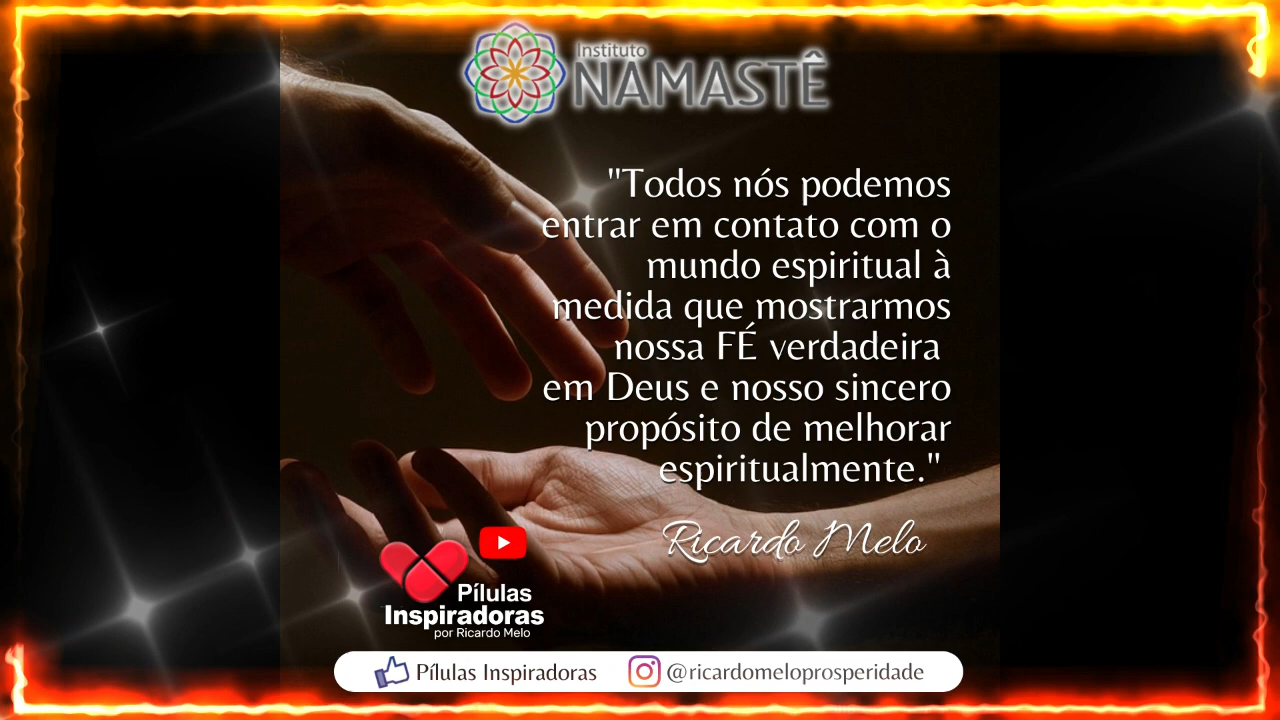 Instituto
NAMASTÊ
"Todos nós podemos
entrar em contato com o
mundo espiritual à
medida que mostrarmos
nossa FÉ verdadeira
em Deus e nosso sincero
propósito de melhorar
espiritualmente."
Ricardo Melo
Pílulas
Inspiradoras
por Ricardo Melo
Pílulas Inspiradoras @ricardomeloprosperidade